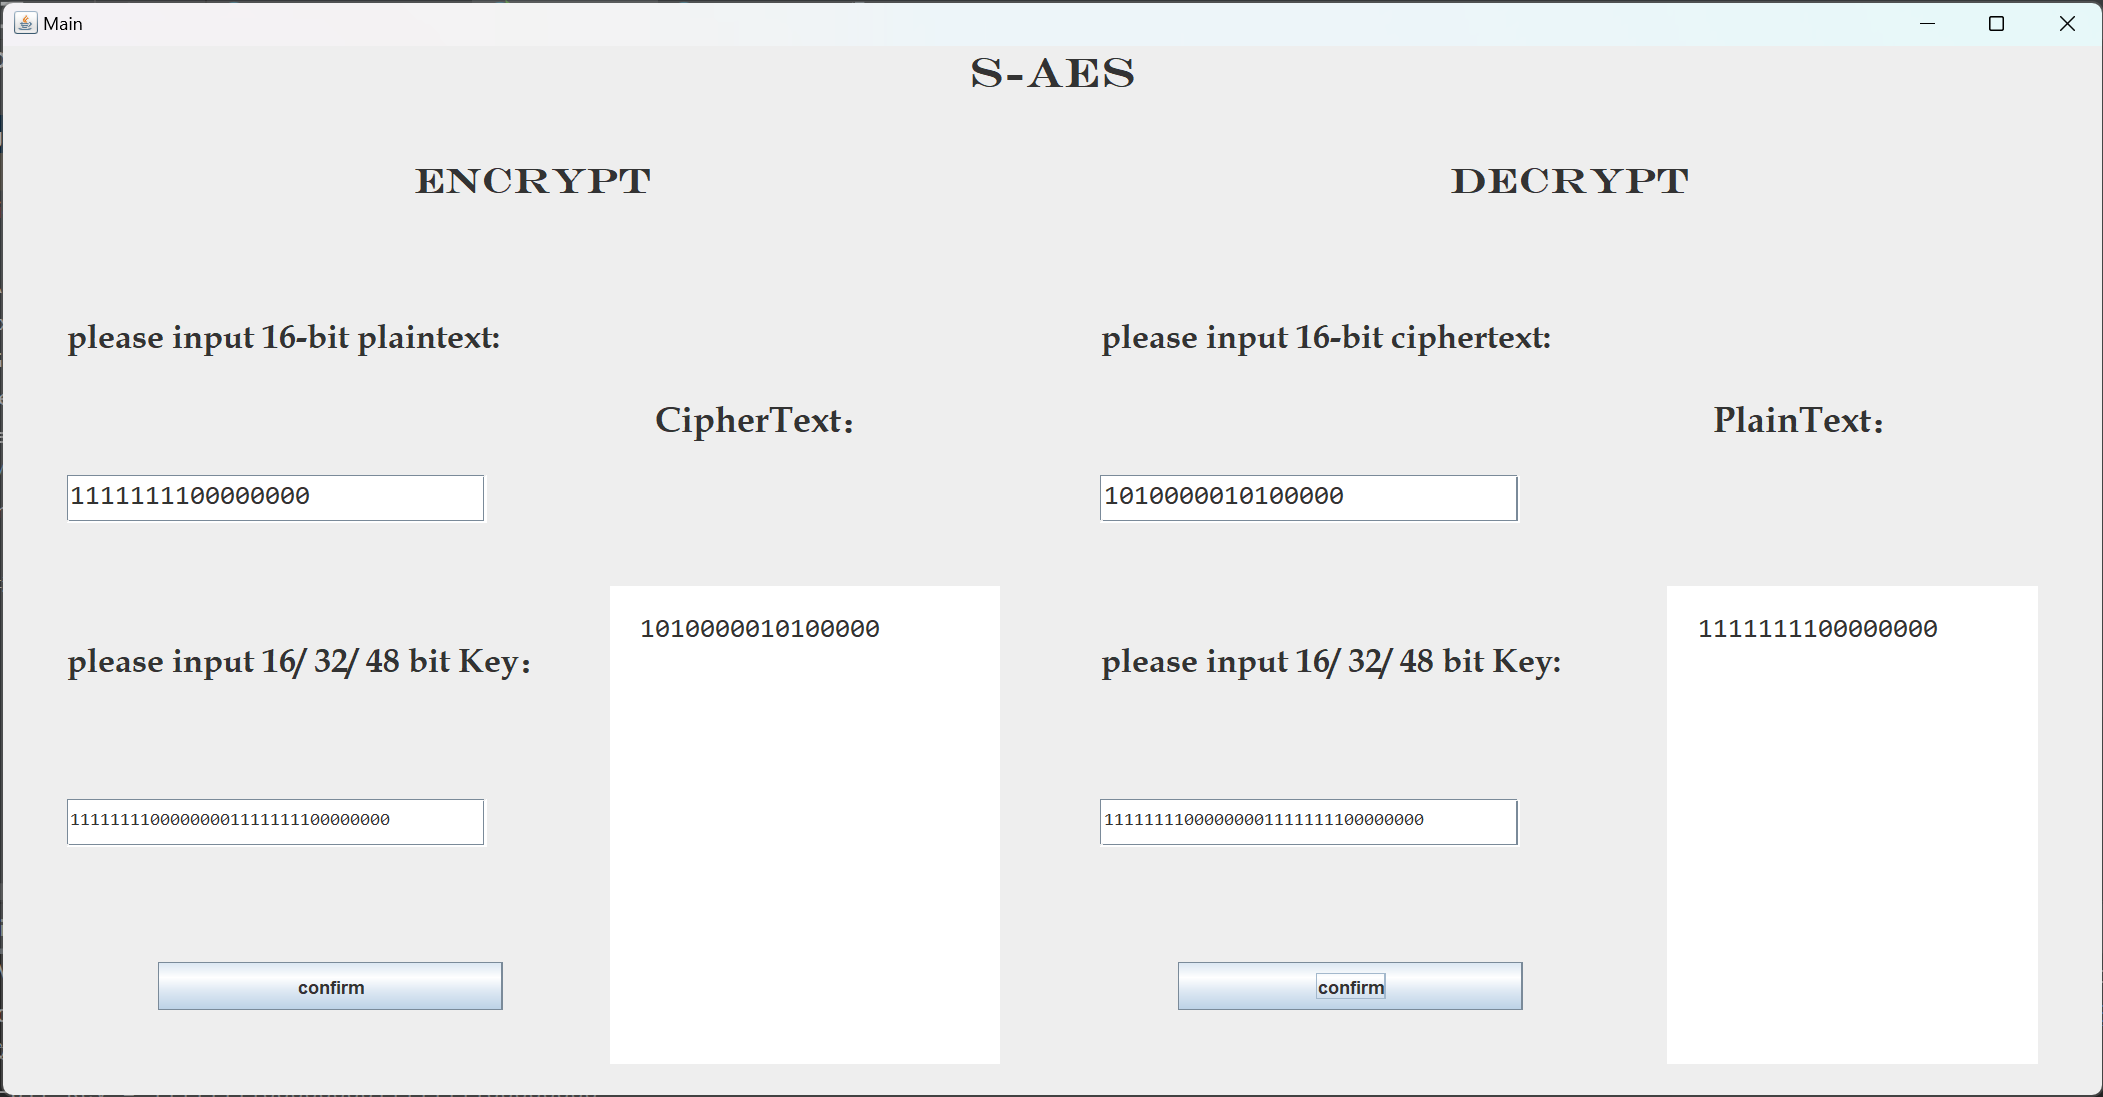 Main
S-AES
ENCRYPT
DECRYPT
please input 16-bit plaintext:
please input 16-bit ciphertext:
CipherText：
PlainText：
1111111100000000
1010000010100000
1010000010100000
1111111100000000
please input 16/ 32/ 48 bit Key：
please input 16/ 32/ 48 bit Key:
11111111000000001111111100000000
11111111000000001111111100000000
confirm
confirm